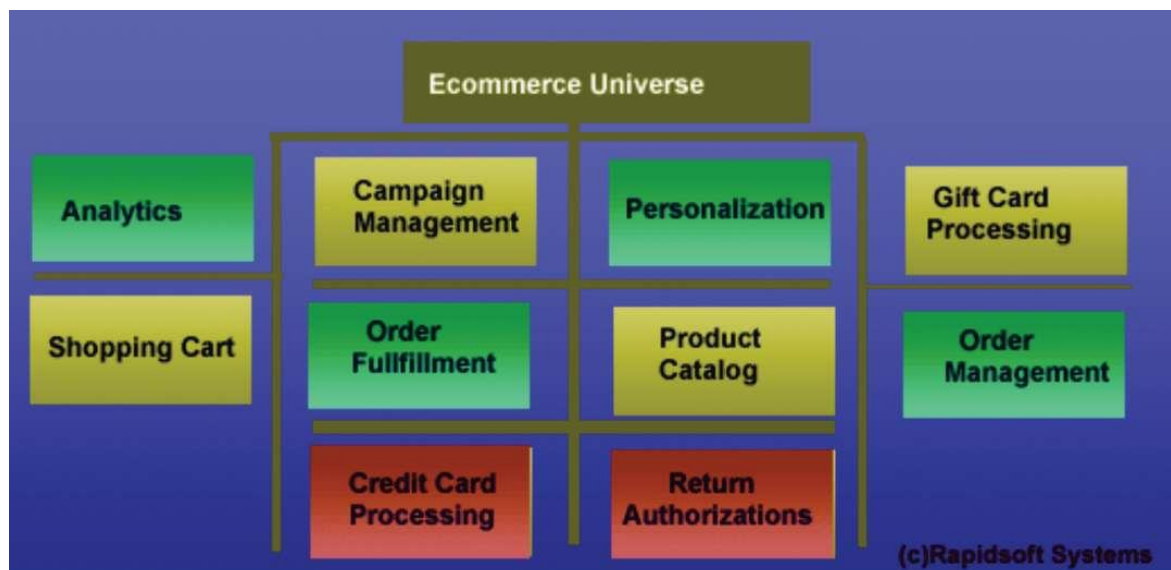 Ecommerce Universe
Analytics
Campaign
Management
Personalization
Gift Card
Processing
Shopping Cart
Order
Fullfillment
Product
Catalog
Order
Management
Credit Card
Processing
Return
Authorizations
(c)Rapidsoft Systems